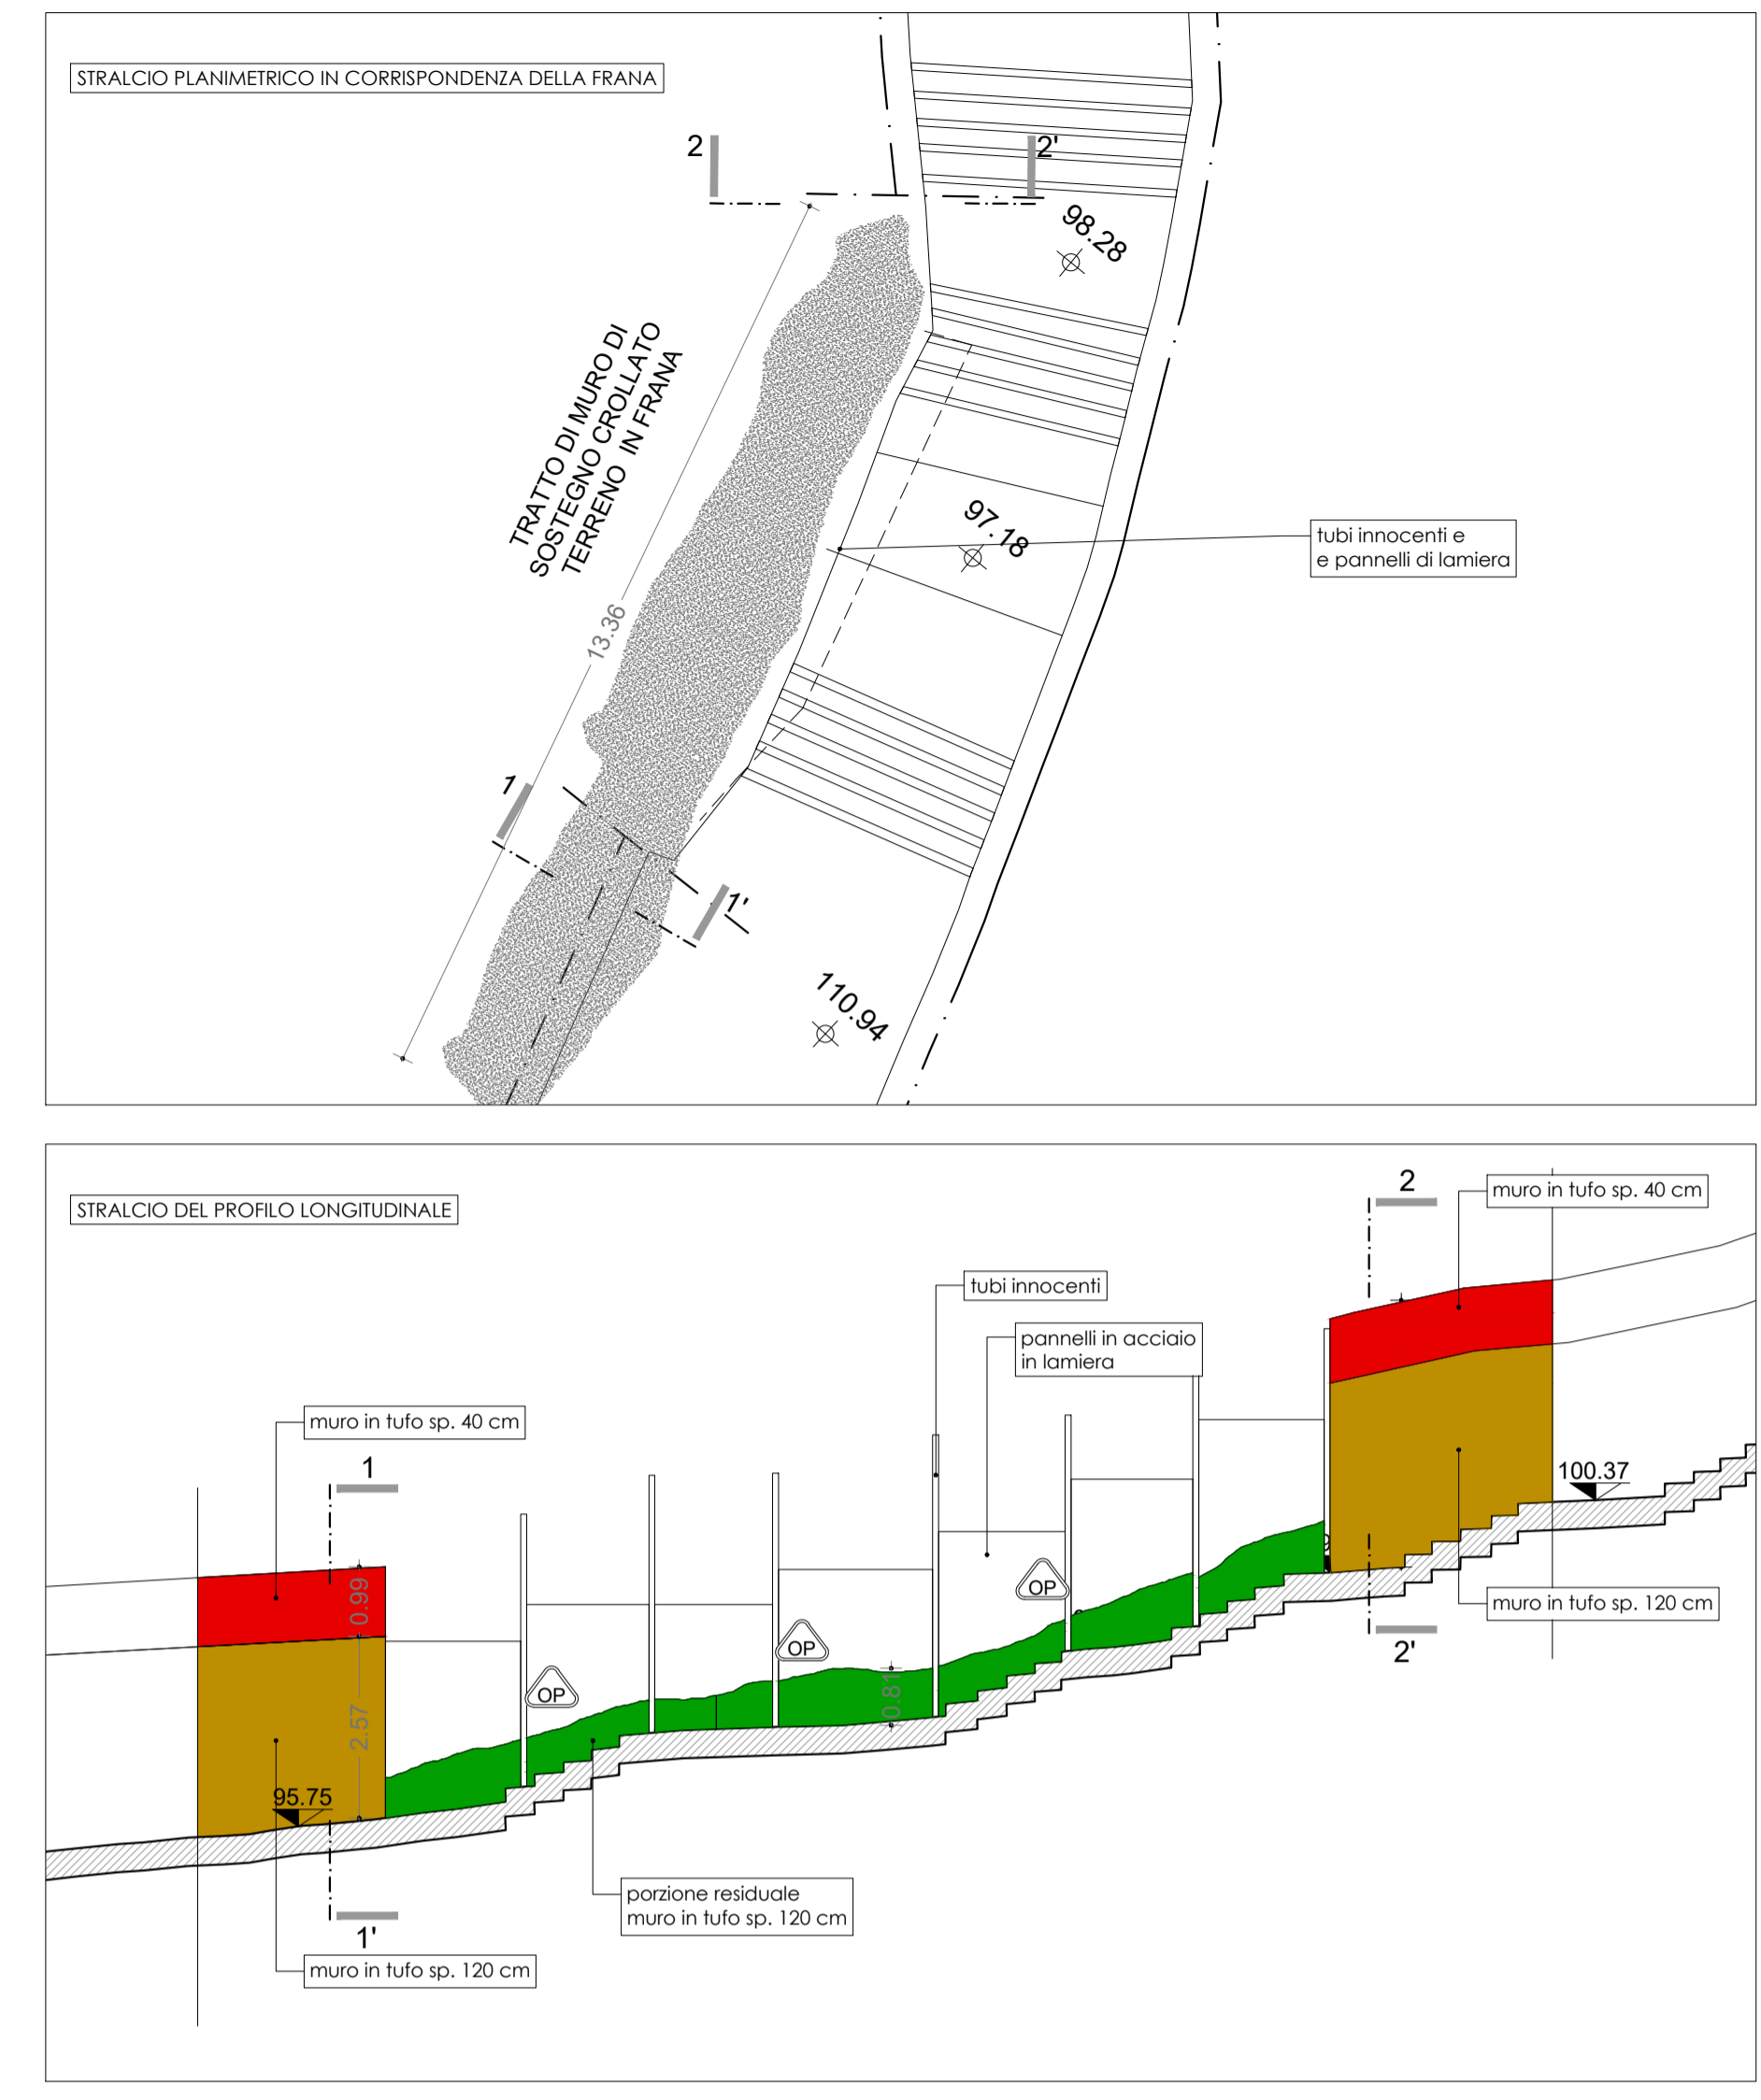 STRALCIO PLANIMETRICO IN CORRISPONDENZA DELLA FRANA
2
2'
98.28
TRATTO DI MURO DI
SOSTEGNO CROLLATO
TERRENO IN FRANA
97.18
tubi innocenti e
e pannelli di lamiera
13.36
1
1'
110.94
STRALCIO DEL PROFILO LONGITUDINALE
2
muro in tufo sp. 40 cm
tubi innocenti
pannelli in acciaio
in lamiera
muro in tufo sp. 40 cm
1
100.37
0.99
OP
OP
OP
muro in tufo sp. 120 cm
2'
0.81
2.57
95.75
porzione residuale
muro in tufo sp. 120 cm
1'
muro in tufo sp. 120 cm